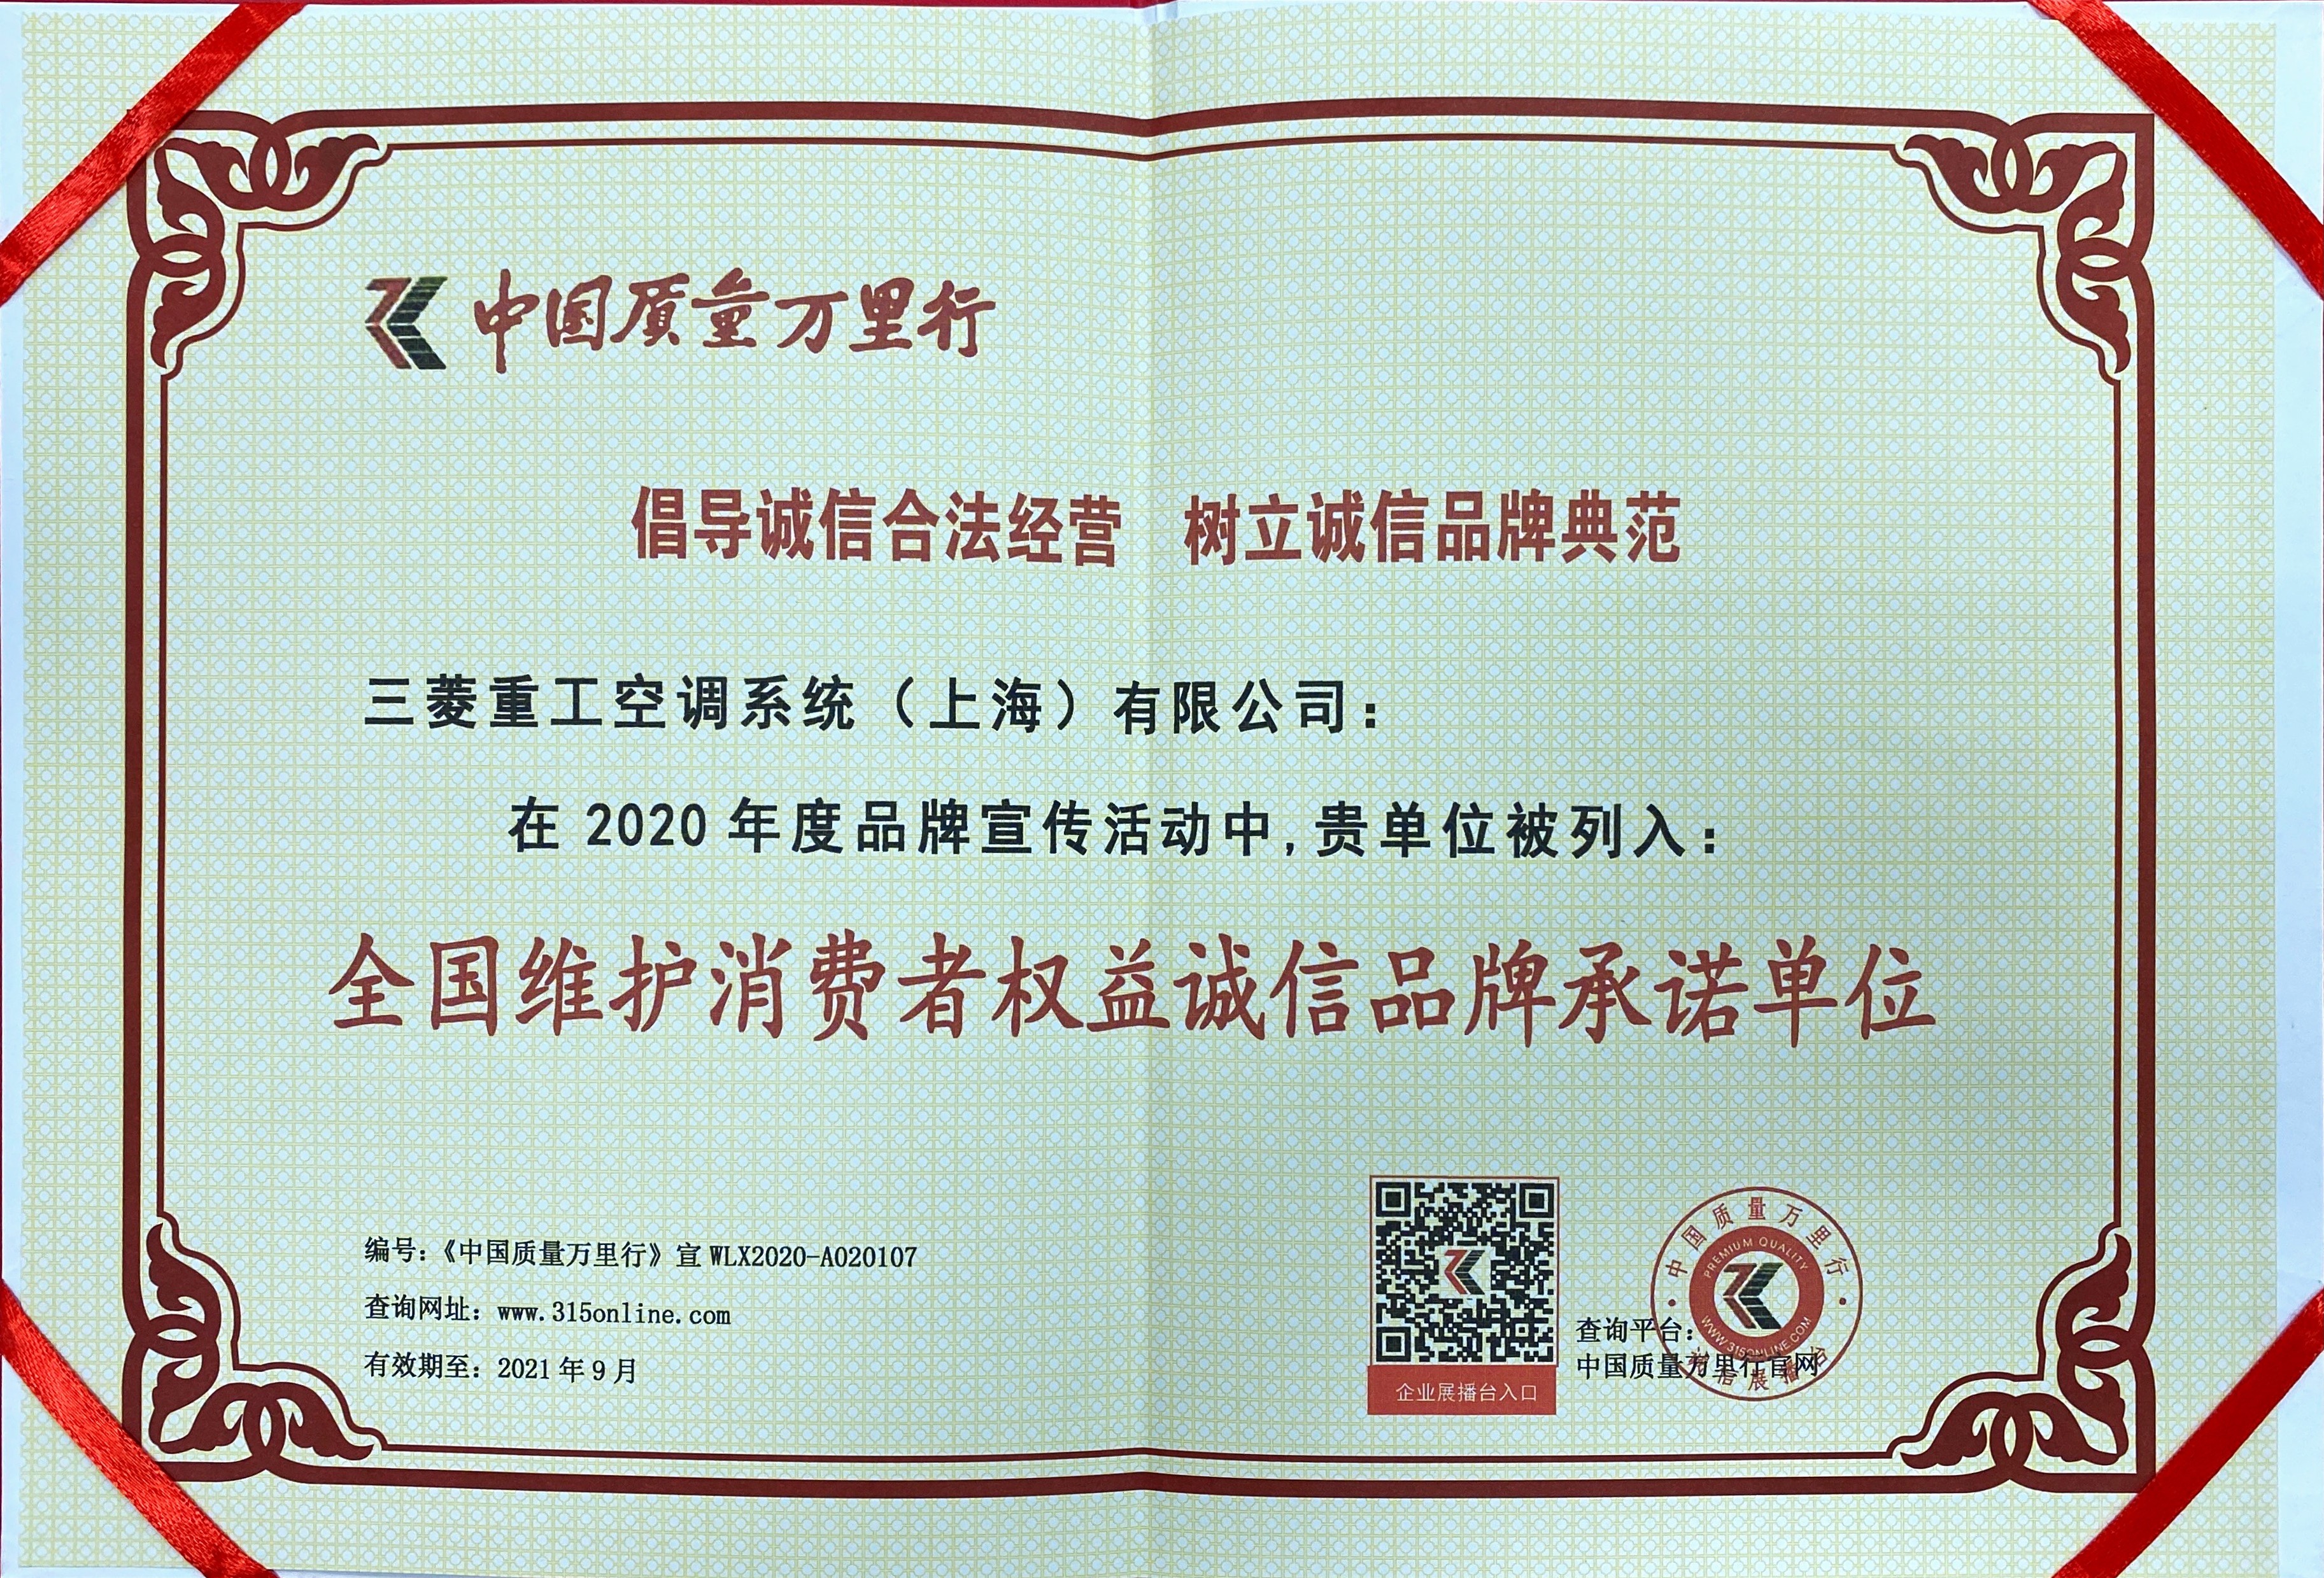 中国质量万里行
倡导诚信合法经营 树立诚信品牌典范
三菱重工空调系统（上海）有限公司：
在 2020 年度品牌宣传活动中,贵单位被列入：
全国维护消费者权益诚信品牌承诺单位
编号：《中国质量万里行》宣 WLX2020-A020107
查询网址：www.315online.com
有效期至：2021 年 9 月
企业展播台入口
查询平台：
中国质量万里行官网
中国质量万里行
PREMIUM QUALITY
WWW.315ONLINE.COM
诚信展播台